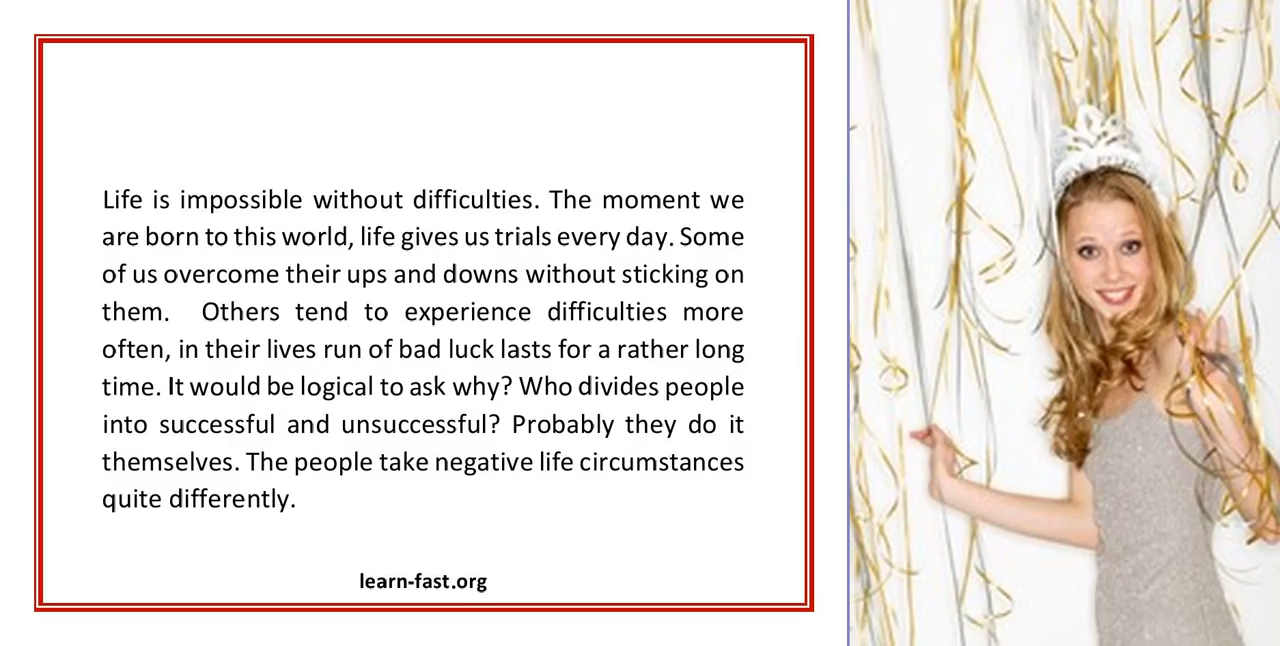 Life is impossible without difficulties. The moment we
are born to this world, life gives us trials every day. Some
of us overcome their ups and downs without sticking on
them. Others tend to experience difficulties more
often, in their lives run of bad luck lasts for a rather long
time. It would be logical to ask why? Who divides people
into successful and unsuccessful? Probably they do it
themselves. The people take negative life circumstances
quite differently.
learn-fast.org